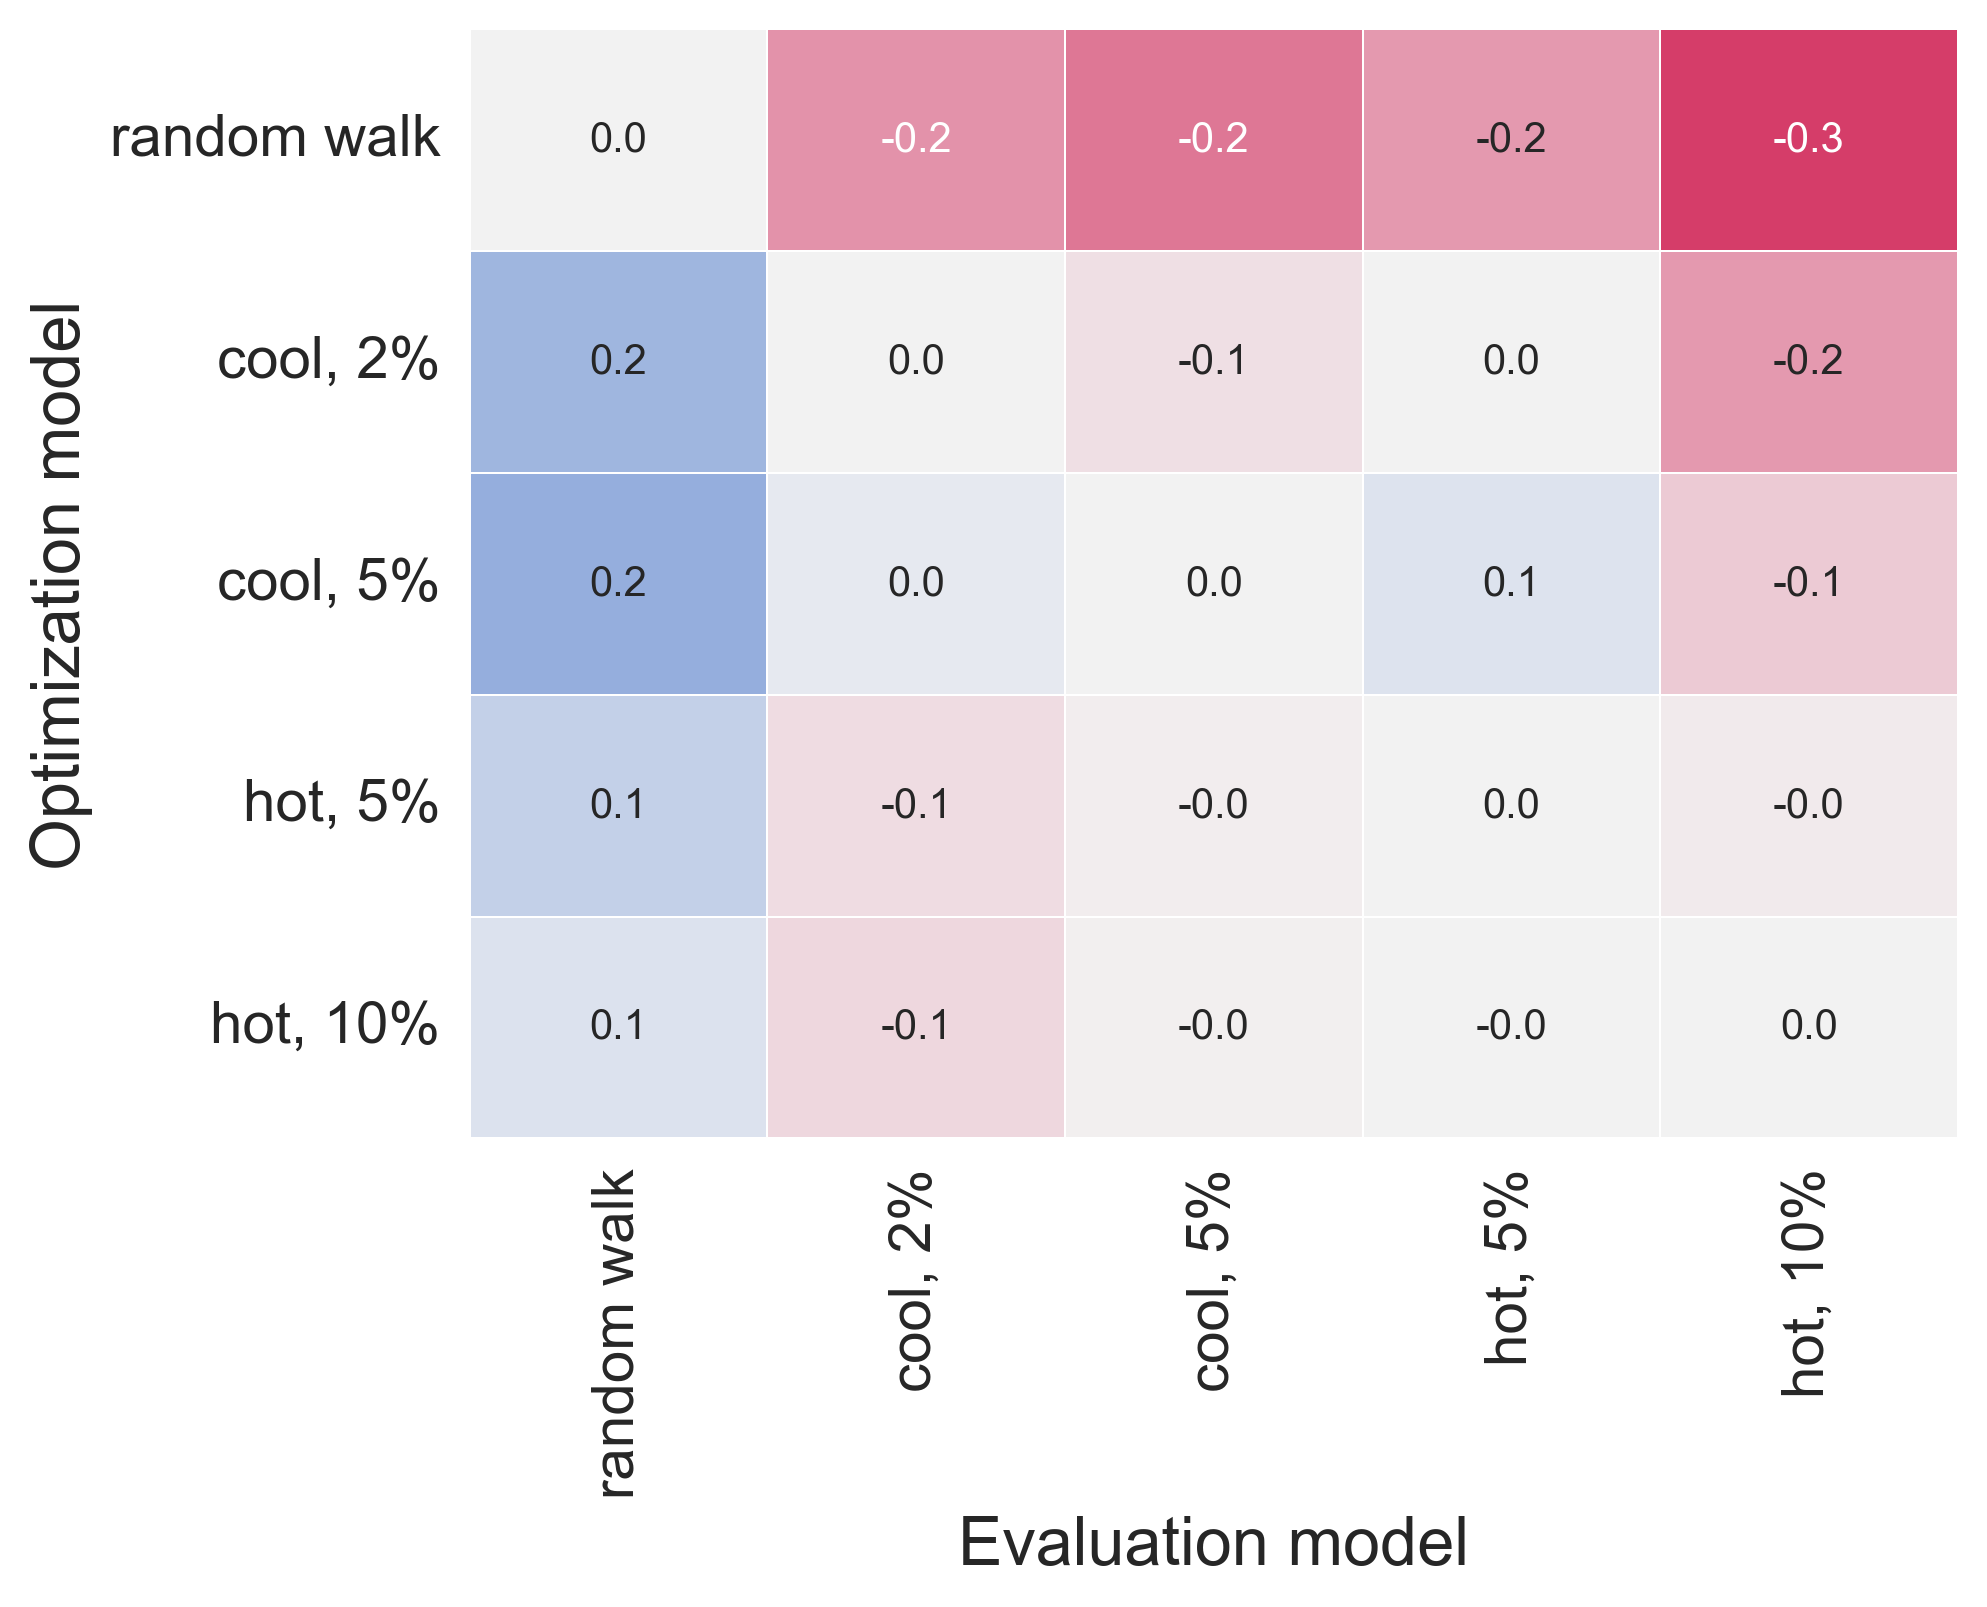 Optimization model
random walk 0.0 -0.2 -0.2 -0.2 -0.3
cool, 2% 0.2 0.0 -0.1 0.0 -0.2
cool, 5% 0.2 0.0 0.0 0.1 -0.1
hot, 5% 0.1 -0.1 -0.0 0.0 -0.0
hot, 10% 0.1 -0.1 -0.0 -0.0 0.0
random walk cool, 2% cool, 5% hot, 5% hot, 10%
Evaluation model